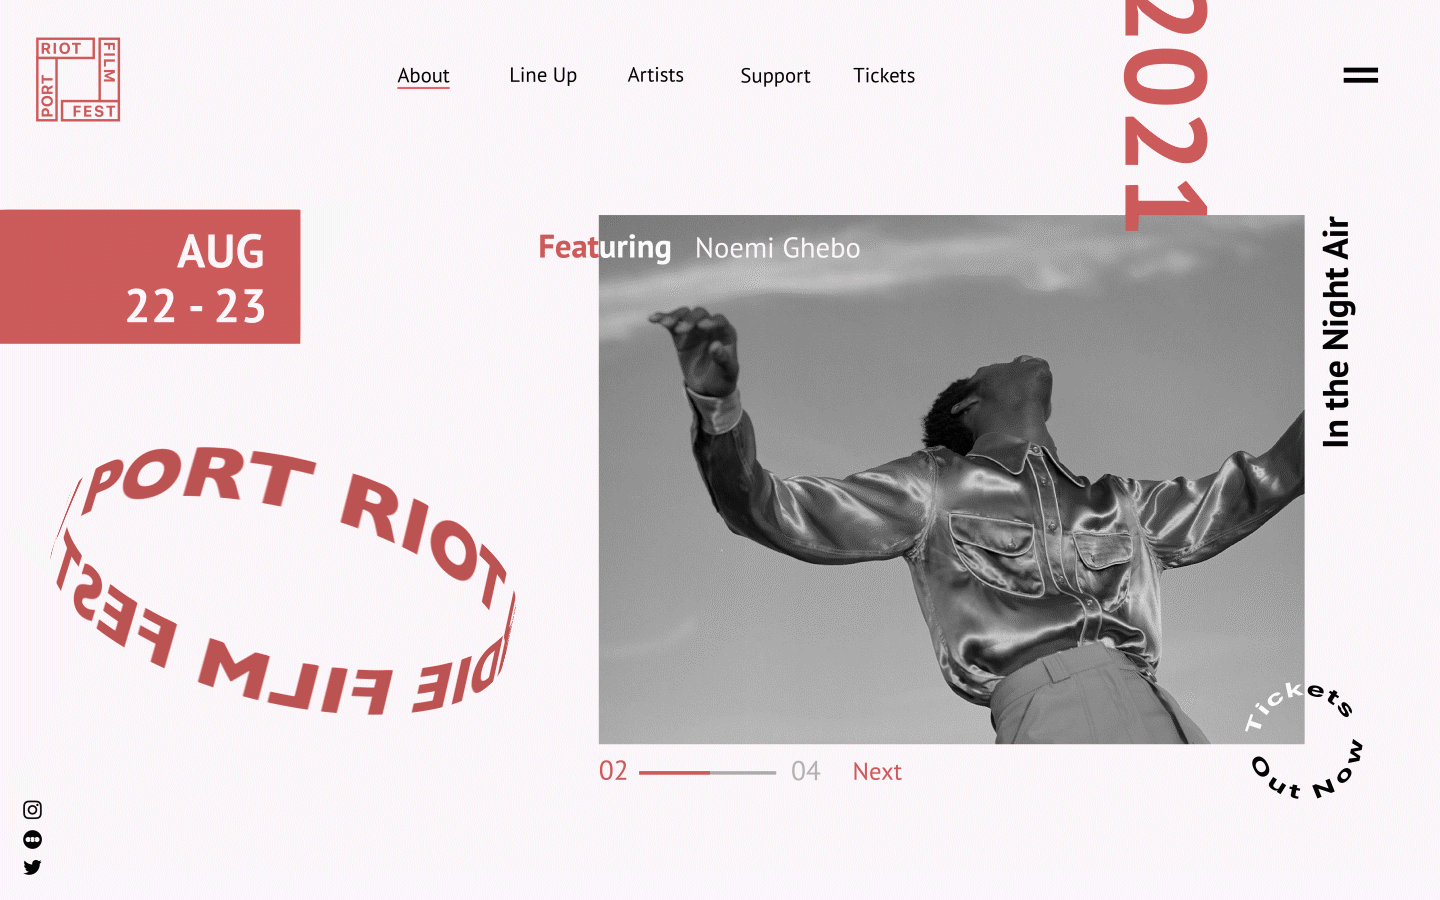 RIOT
FILM
PORT
FEST
About
Line Up
Artists
Support
Tickets
2021
AUG
22 - 23
Featuring Noemi Ghebo
In the Night Air
PORT RIOT
DIE FILM FEST
02
04
Next
Tickets
Out Now